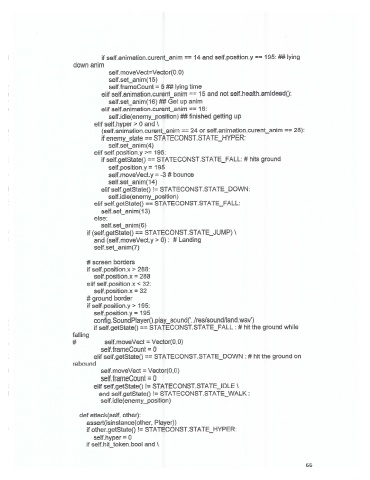 if self.animation.curent_anim == 14 and self.position.y == 195: ## lying
down anim
self.moveVect=Vector(0,0)
self.set_anim(15)
self.frameCount = 5 ## lying time
elif self.animation.curent_anim == 15 and not self.health.amideed():
self.set_anim(16) ## Get up anim
elif self.animation.curent_anim == 16:
self.idle(enemy_position) ## finished getting up
elif self.hyper > 0 and \
(self.animation.curent_anim == 24 or self.animation.curent_anim == 28):
if enemy_state == STATECONST.STATE_HYPER:
self.set_anim(4)
elif self.position.y >= 195:
if self.getState() == STATECONST.STATE_FALL: # hits ground
self.position.y = 195
self.moveVect.y = -3 # bounce
self.set_anim(14)
elif self.getState() != STATECONST.STATE_DOWN:
self.idle(enemy_position)
elif self.getState() == STATECONST.STATE_FALL:
self.set_anim(13)
else:
self.set_anim(6)
if (self.getState() == STATECONST.STATE_JUMP) \
and (self.moveVect.y > 0) : # Landing
self.set_anim(7)
# screen borders
if self.position.x > 288:
self.position.x = 288
elif self.position.x < 32:
self.position.x = 32
# ground border
if self.position.y > 195:
self.position.y = 195
config.SoundPlayer().play_sound('../res/sound/land.wav')
if self.getState() == STATECONST.STATE_FALL : # hit the ground while
falling
# self.moveVect = Vector(0,0)
self.frameCount = 0
elif self.getState() == STATECONST.STATE_DOWN : # hit the ground on
rebound
self.moveVect = Vector(0,0)
self.frameCount = 0
elif self.getState() != STATECONST.STATE_IDLE \
and self.getState() != STATECONST.STATE_WALK :
self.idle(enemy_position)
def attack(self, other):
assert(isinstance(other, Player))
if other.getState() != STATECONST.STATE_HYPER:
self.hyper = 0
if self.hit_token.bool and \
65